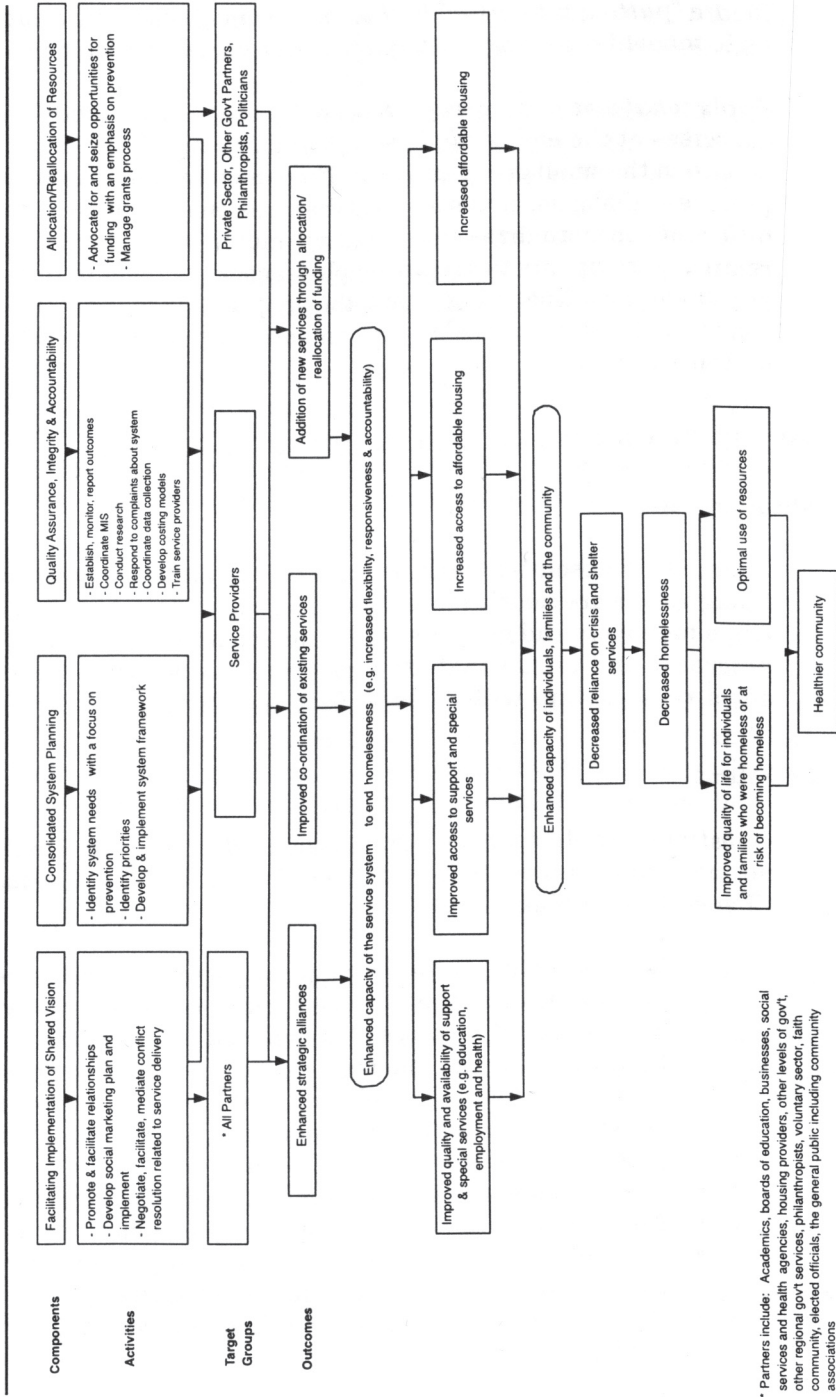 Components
Facilitating Implementation of Shared Vision
Consolidated System Planning
Quality Assurance, Integrity & Accountability
Allocation/Reallocation of Resources
Activities
- Promote & facilitate relationships
- Develop social marketing plan and
implement
- Negotiate, facilitate, mediate conflict
resolution related to service delivery
- Identify system needs with a focus on
prevention
- Identify priorities
- Develop & implement system framework
- Establish, monitor, report outcomes
- Coordinate MIS
- Conduct research
- Respond to complaints about system
- Coordinate data collection
- Develop costing models
- Train service providers
- Advocate for and seize opportunities for
funding with an emphasis on prevention
- Manage grants process
Target
Groups
* All Partners
Service Providers
Private Sector, Other Gov't Partners,
Philanthropists, Politicians
Outcomes
Enhanced strategic alliances
Improved co-ordination of existing services
Addition of new services through allocation/
reallocation of funding
Enhanced capacity of the service system to end homelessness (e.g. increased flexibility, responsiveness & accountability)
Improved quality and availability of support
& special services (e.g. education,
employment and health)
Improved access to support and special
services
Increased access to affordable housing
Increased affordable housing
Enhanced capacity of individuals, families and the community
Decreased reliance on crisis and shelter
services
Decreased homelessness
Improved quality of life for individuals
and families who were homeless or at
risk of becoming homeless
Optimal use of resources
Healthier community
* Partners include: Academics, boards of education, businesses, social
services and health agencies, housing providers, other levels of gov't,
other regional gov't services, philanthropists, voluntary sector, faith
community, elected officials, the general public including community
associations